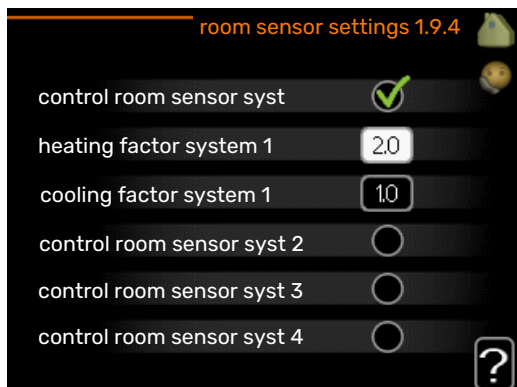 room sensor settings 1.9.4
control room sensor syst
heating factor system 1 2.0
cooling factor system 1 1.0
control room sensor syst 2
control room sensor syst 3
control room sensor syst 4
?